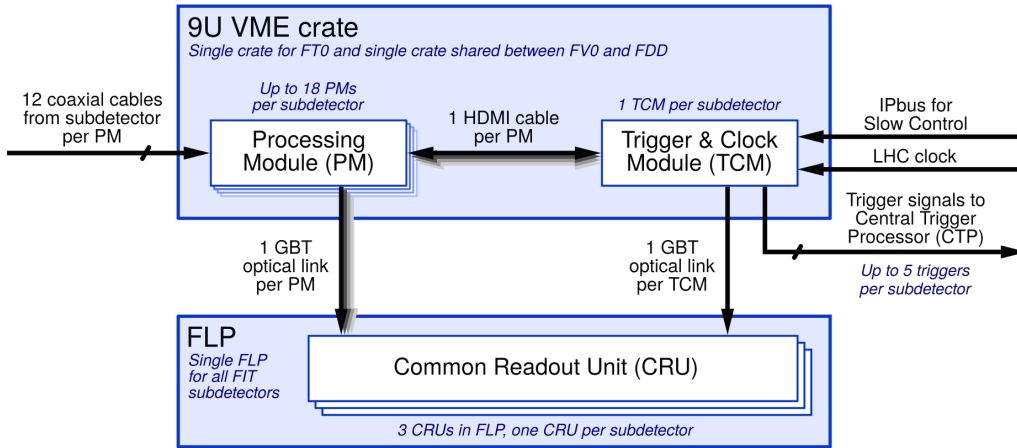 9U VME crate
Single crate for FT0 and single crate shared between FV0 and FDD
12 coaxial cables
from subdetector
per PM
Up to 18 PMs
per subdetector
Processing
Module (PM)
1 HDMI cable
per PM
1 TCM per subdetector
Trigger & Clock
Module (TCM)
IPbus for
Slow Control
LHC clock
Trigger signals to
Central Trigger
Processor (CTP)
Up to 5 triggers
per subdetector
1 GBT
optical link
per PM
1 GBT
optical link
per TCM
FLP
Single FLP
for all FIT
subdetectors
Common Readout Unit (CRU)
3 CRUs in FLP, one CRU per subdetector